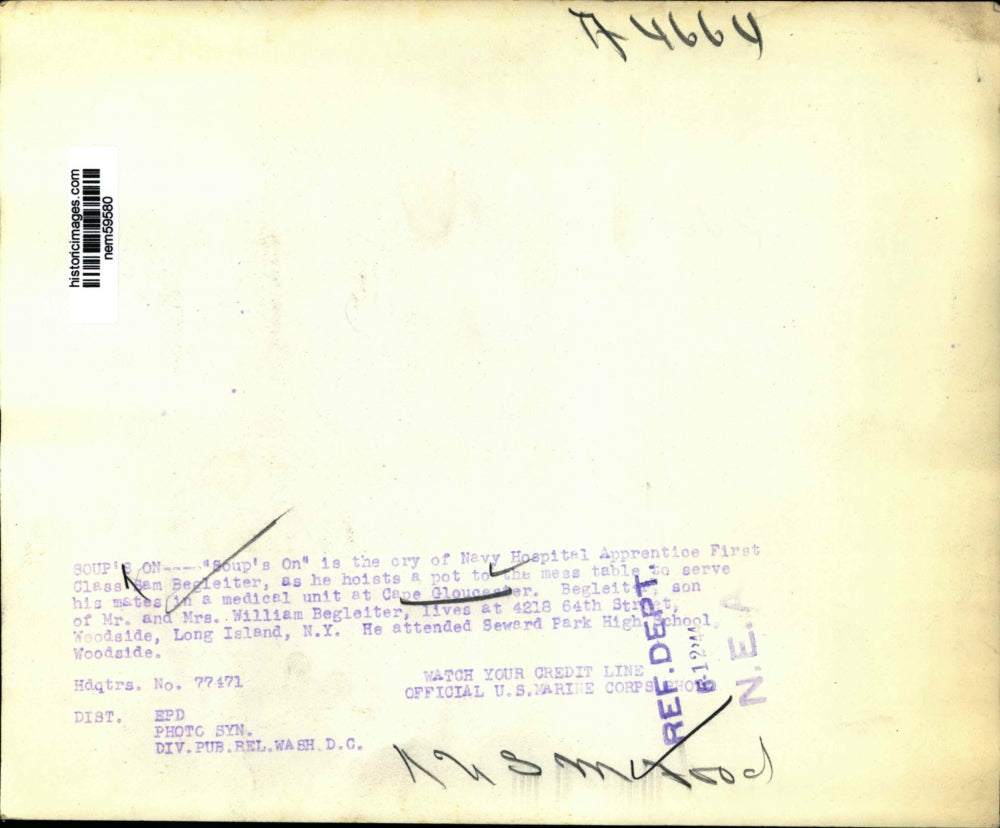 A 4664
historicimages.com
nem59580
SOUP'S ON----"Soup's On" is the cry of Navy Hospital Apprentice First
Class Sam Begleiter, as he hoists a pot to the mess table to serve
his mates in a medical unit at Cape Gloucester. Begleiter, son
of Mr. and Mrs. William Begleiter, lives at 4218 64th Street,
Woodside, Long Island, N.Y. He attended Seward Park High School,
Woodside.
Hdqtrs. No. 77471
WATCH YOUR CREDIT LINE
OFFICIAL U.S.MARINE CORPS PHOTO
DIST. EPD
PHOTO SYN.
DIV.PUB.REL.WASH.D.C.
REF. DEPT
N.E.A